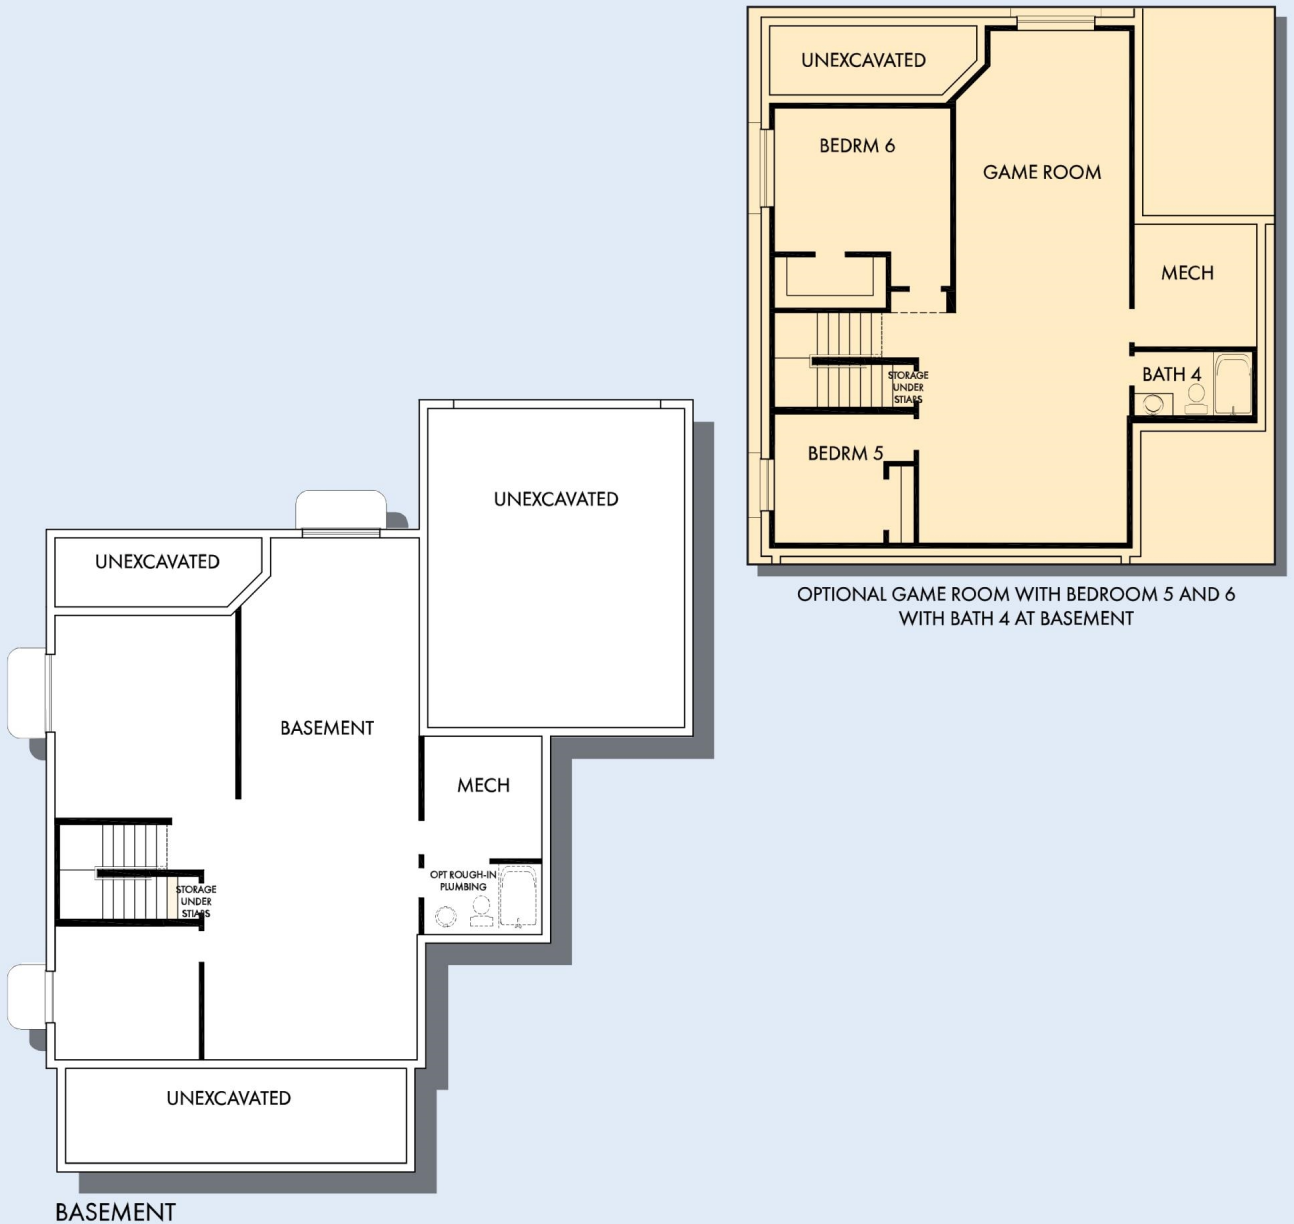 UNEXCAVATED
BEDRM 6
GAME ROOM
MECH
STORAGE
UNDER
STIARS
BATH 4
BEDRM 5
OPTIONAL GAME ROOM WITH BEDROOM 5 AND 6
WITH BATH 4 AT BASEMENT
UNEXCAVATED
UNEXCAVATED
BASEMENT
MECH
OPT ROUGH-IN
PLUMBING
STORAGE
UNDER
STIARS
UNEXCAVATED
BASEMENT